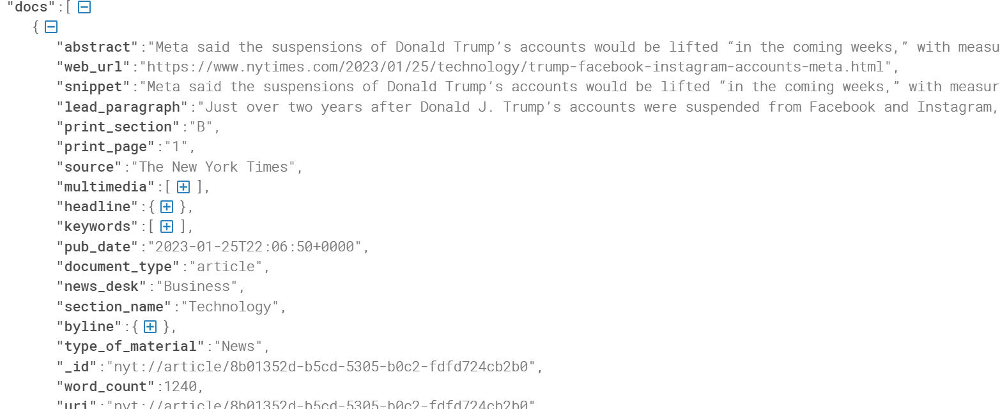 "docs":[
{
"abstract":"Meta said the suspensions of Donald Trump’s accounts would be lifted “in the coming weeks,” with measu
"web_url":"https://www.nytimes.com/2023/01/25/technology/trump-facebook-instagram-accounts-meta.html",
"snippet":"Meta said the suspensions of Donald Trump’s accounts would be lifted “in the coming weeks,” with measur
"lead_paragraph":"Just over two years after Donald J. Trump’s accounts were suspended from Facebook and Instagram,
"print_section":"B",
"print_page":"1",
"source":"The New York Times",
"multimedia":[ ],
"headline":{ },
"keywords":[ ],
"pub_date":"2023-01-25T22:06:50+0000",
"document_type":"article",
"news_desk":"Business",
"section_name":"Technology",
"byline":{ },
"type_of_material":"News",
"_id":"nyt://article/8b01352d-b5cd-5305-b0c2-fdfd724cb2b0",
"word_count":1240,
"uri":"nyt://article/8b01352d-b5cd-5305-b0c2-fdfd724cb2b0"